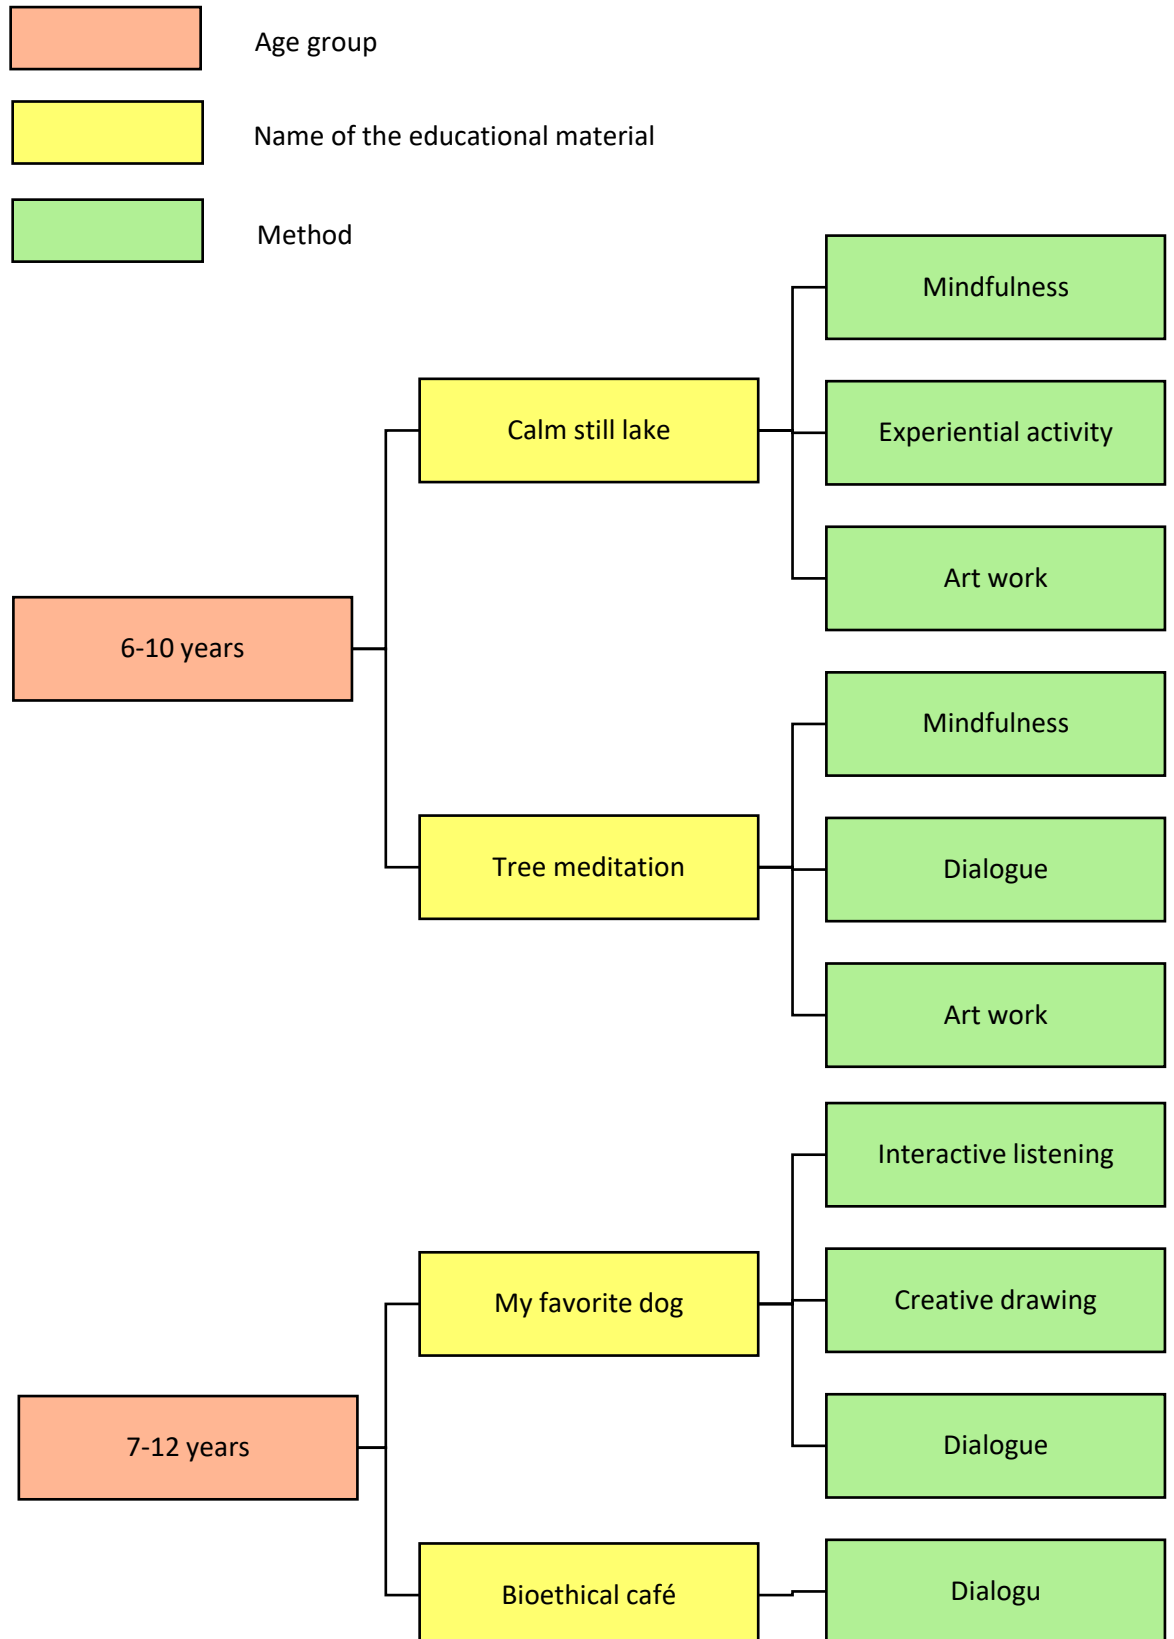 Age group
Name of the educational material
Method
Mindfulness
Calm still lake
Experiential activity
Art work
6-10 years
Mindfulness
Tree meditation
Dialogue
Art work
Interactive listening
My favorite dog
Creative drawing
7-12 years
Dialogue
Bioethical café
Dialogu